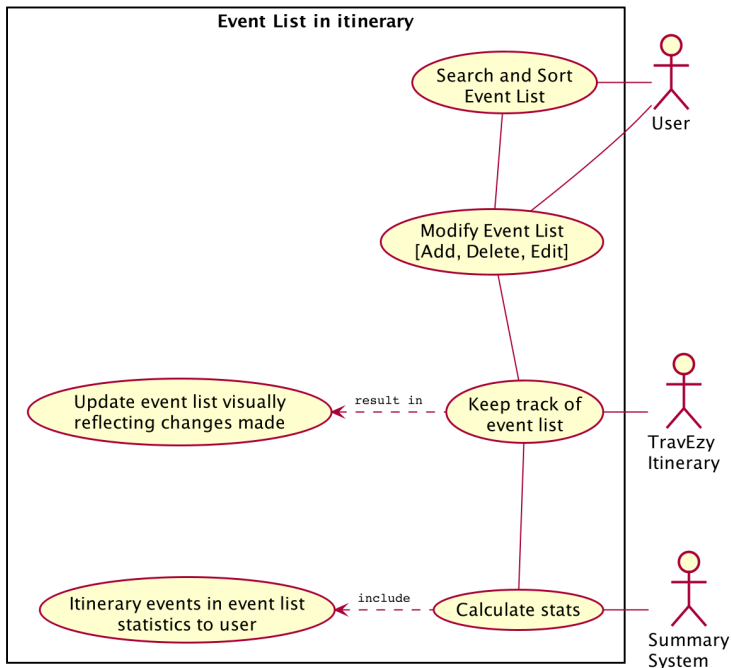 Event List in itinerary
Search and Sort
Event List
User
Modify Event List
[Add, Delete, Edit]
Update event list visually
reflecting changes made
result in
Keep track of
event list
TravEzy
Itinerary
Itinerary events in event list
statistics to user
include
Calculate stats
Summary
System